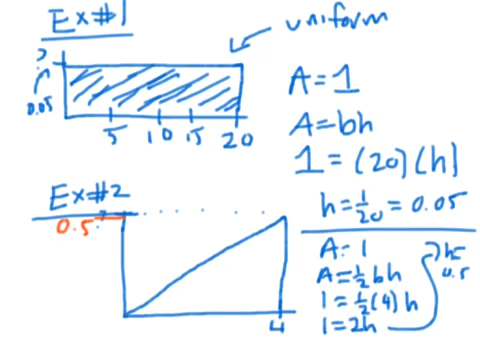 Ex#1
uniform
?
0.05
5 10 15 20
A=1
A=bh
1=(20)(h)
h=1/20=0.05
Ex#2
0.5
4
A=1
A=½bh
1=½(4)h
1=2h
h=
0.5